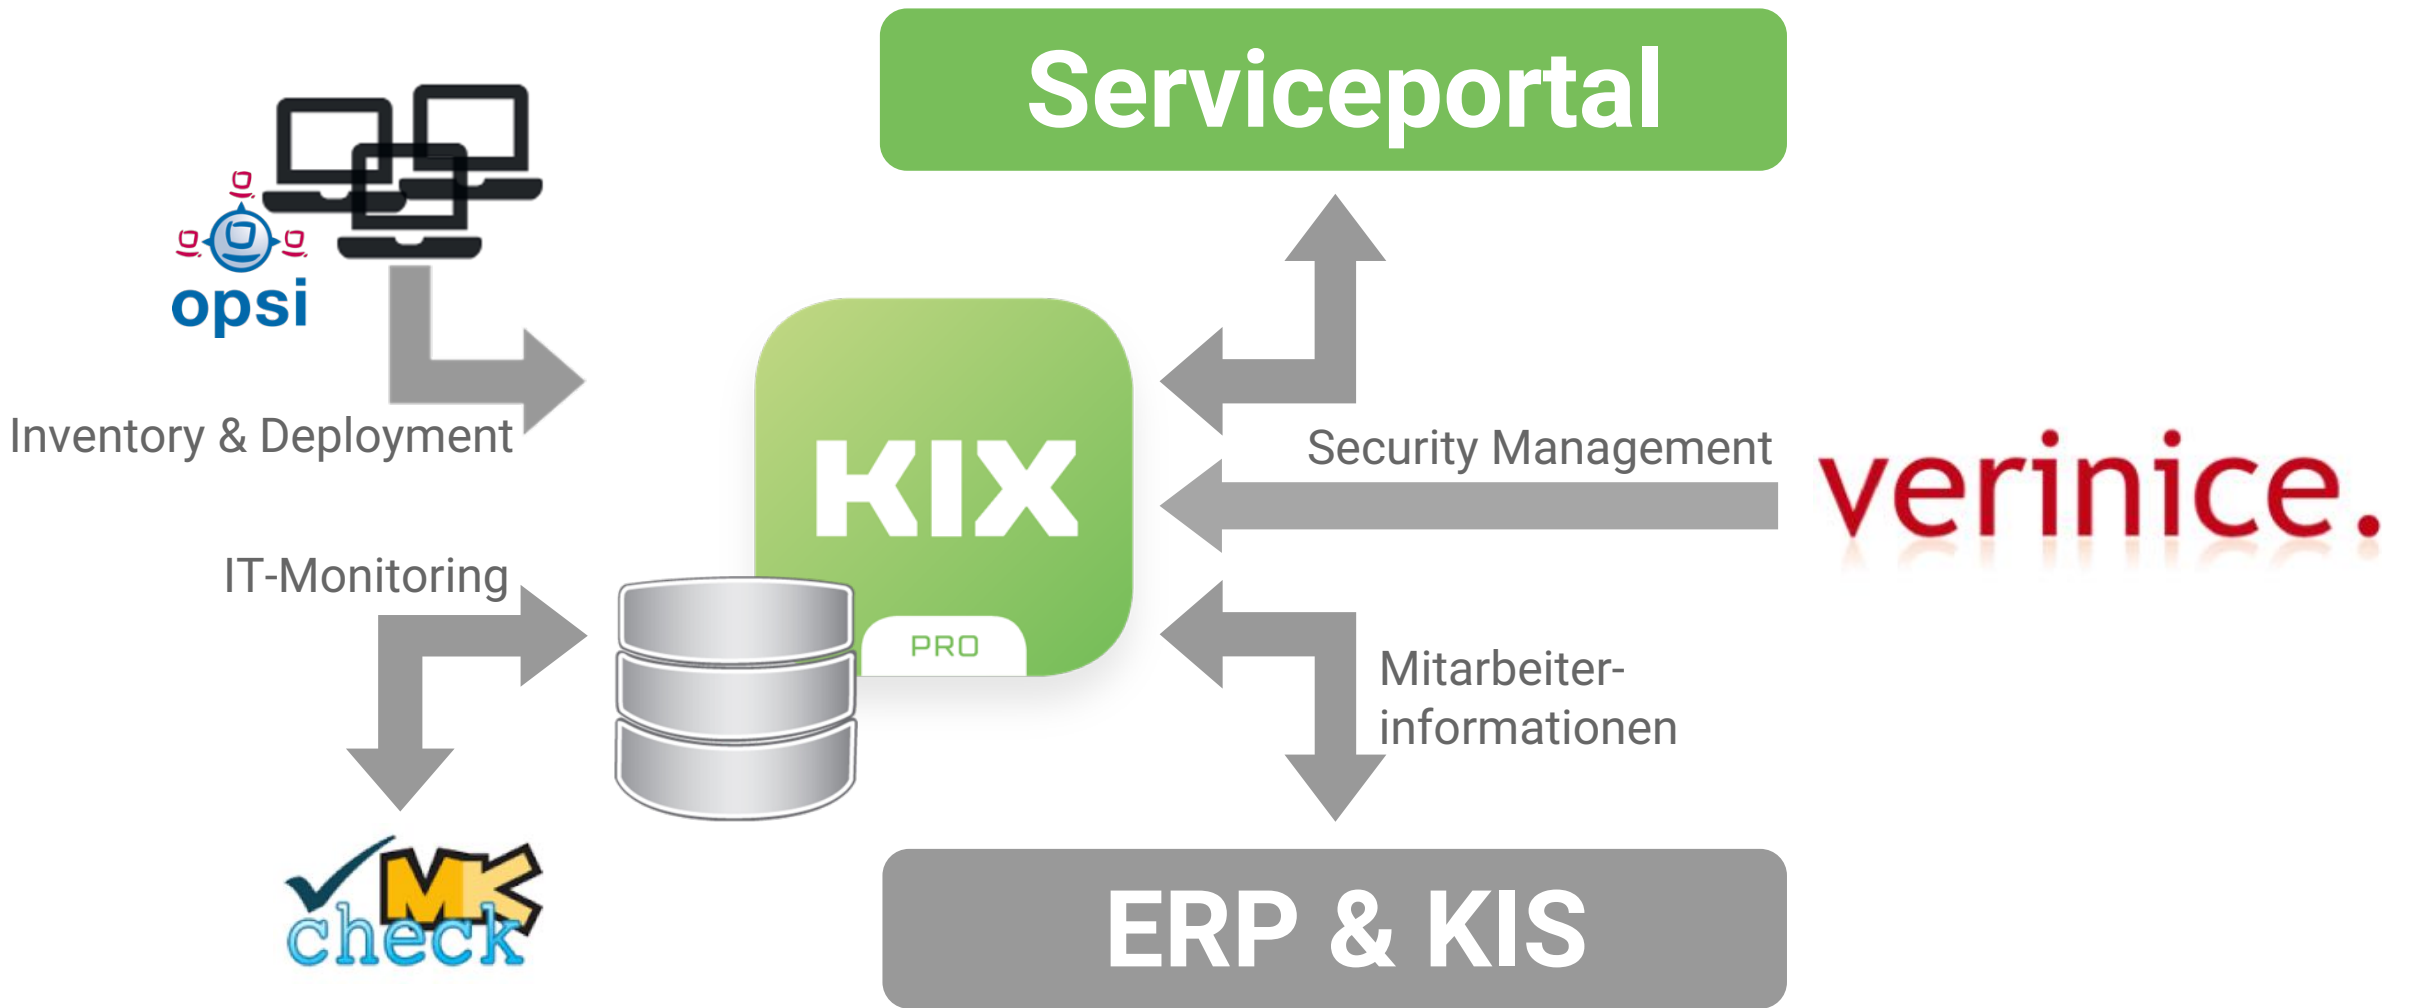 Serviceportal
opsi
Inventory & Deployment
KIX
PRO
Security Management
verinice.
IT-Monitoring
Mitarbeiter-
informationen
MK
check
ERP & KIS